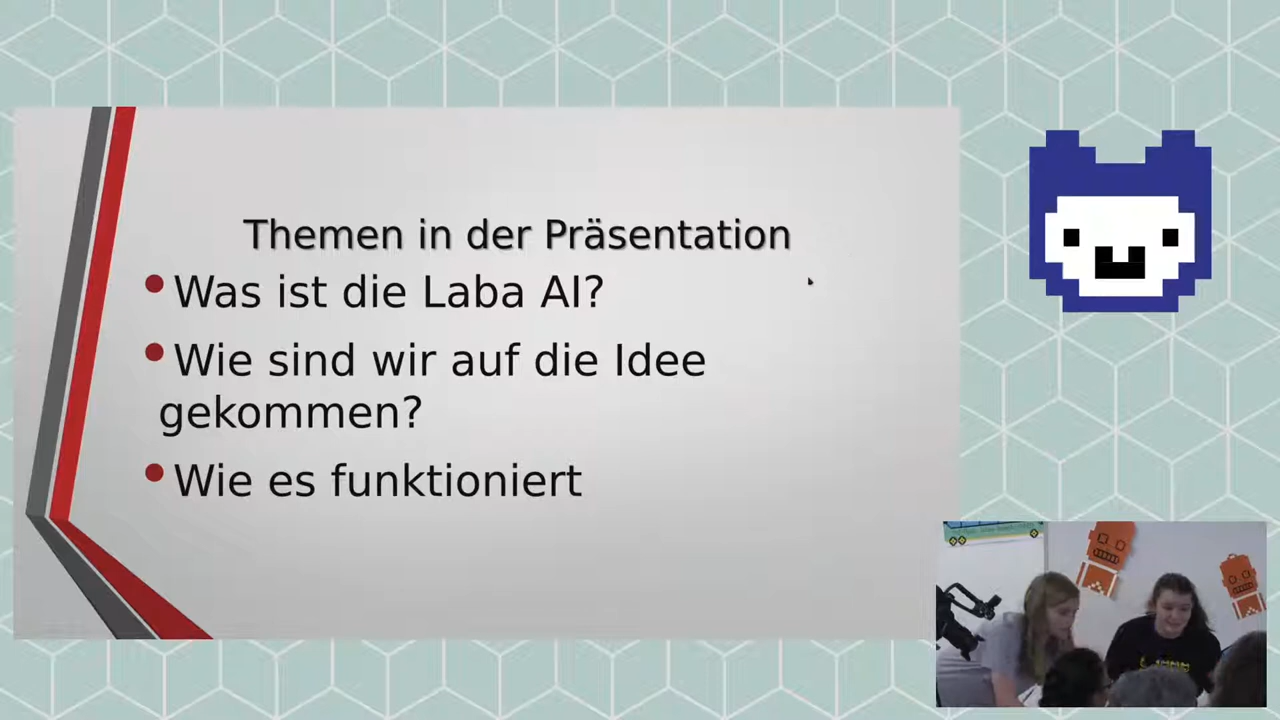 Themen in der Präsentation
Was ist die Laba AI?
Wie sind wir auf die Idee
gekommen?
Wie es funktioniert